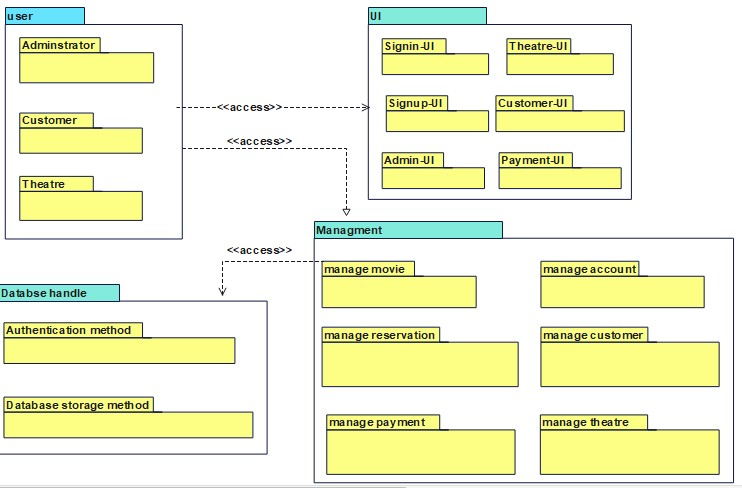 user
Adminstrator
Customer
Theatre
<<access>>
<<access>>
UI
Signin-UI
Theatre-UI
Signup-UI
Customer-UI
Admin-UI
Payment-UI
Managment
<<access>>
manage movie
manage account
manage reservation
manage customer
manage payment
manage theatre
Databse handle
Authentication method
Database storage method